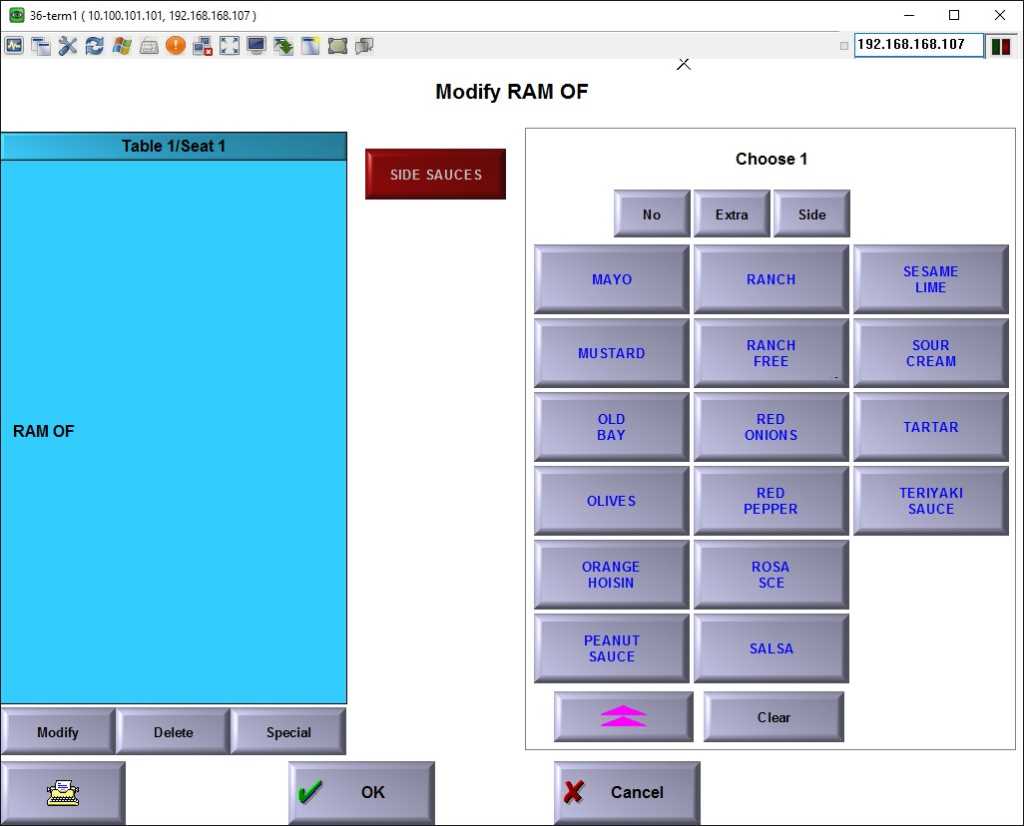 36-term1 ( 10.100.101.101, 192.168.168.107 )
192.168.168.107
Modify RAM OF
Table 1/Seat 1
RAM OF
SIDE SAUCES
Choose 1
No
Extra
Side
MAYO
RANCH
SESAME
LIME
MUSTARD
RANCH
FREE
SOUR
CREAM
OLD
BAY
RED
ONIONS
TARTAR
OLIVES
RED
PEPPER
TERIYAKI
SAUCE
ORANGE
HOISIN
ROSA
SCE
PEANUT
SAUCE
SALSA
Clear
Modify
Delete
Special
OK
Cancel